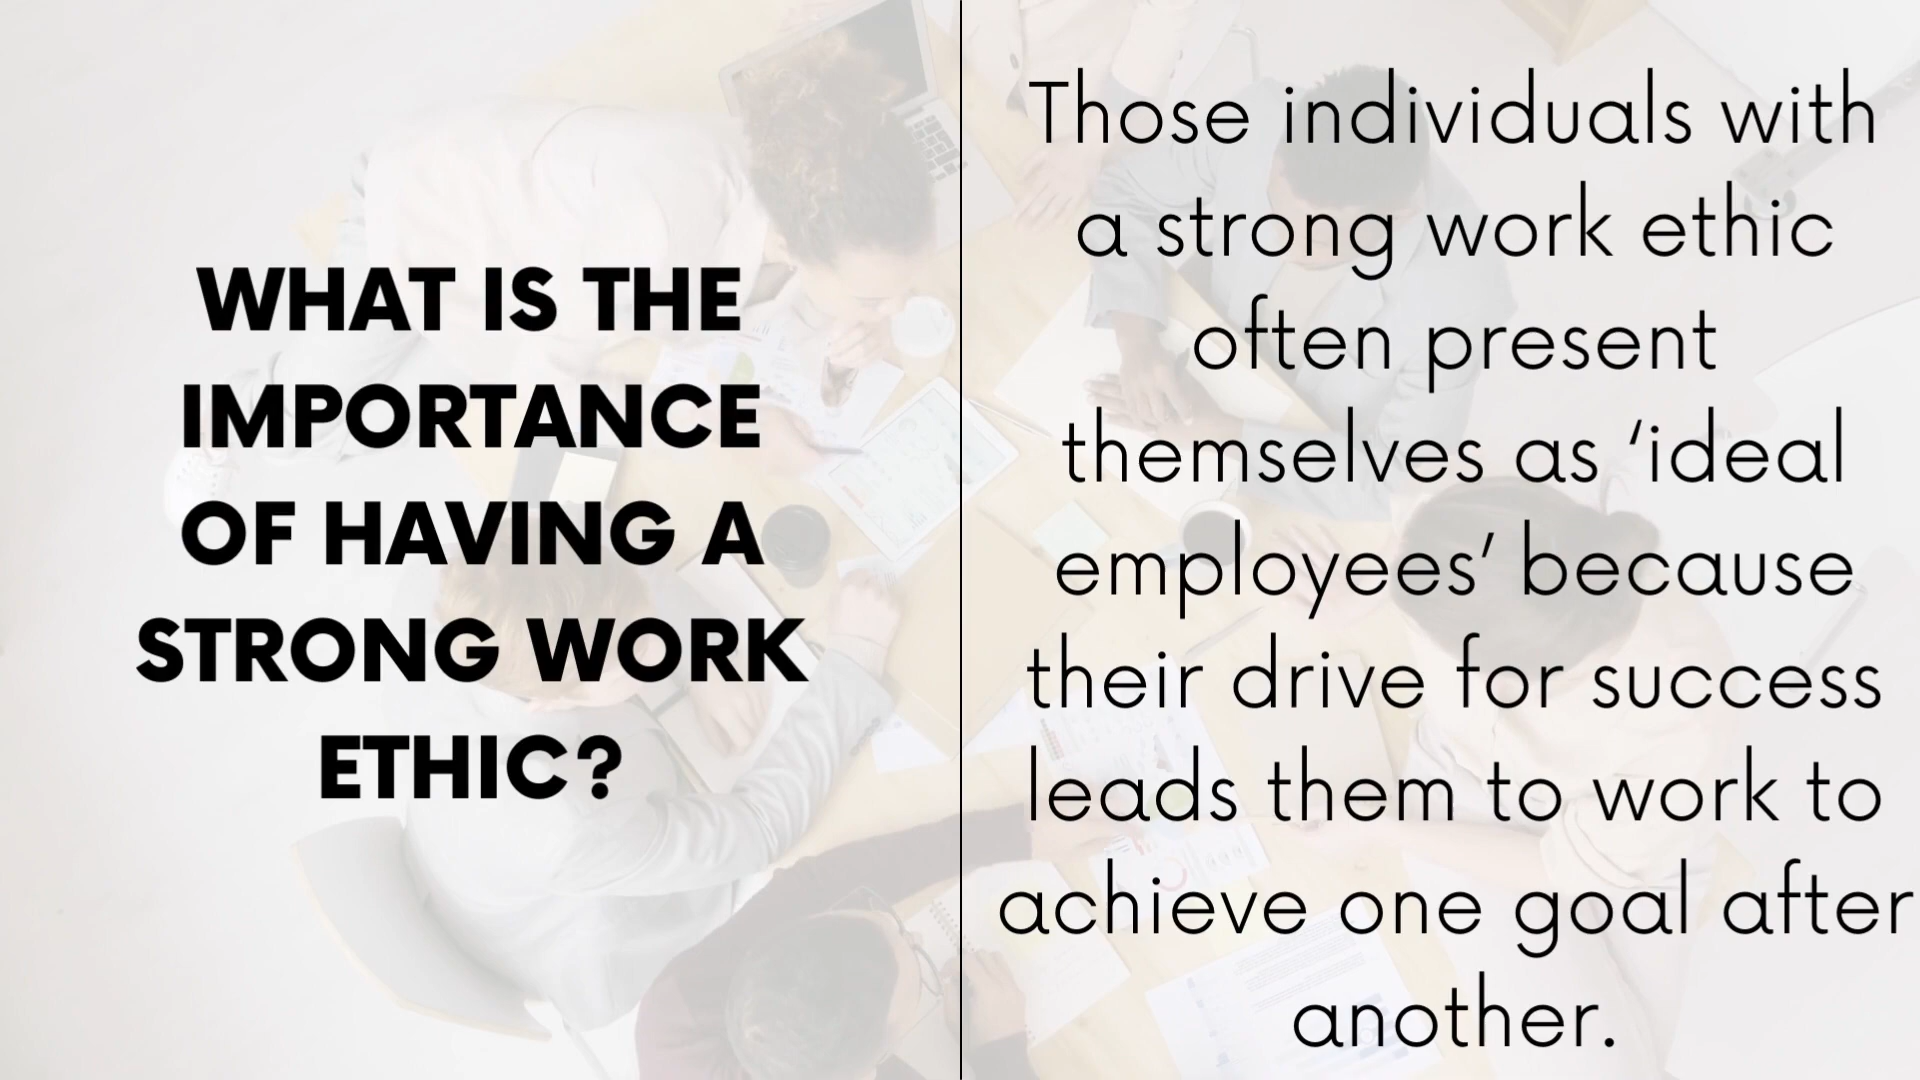 WHAT IS THE
IMPORTANCE
OF HAVING A
STRONG WORK
ETHIC?
Those individuals with
a strong work ethic
often present
themselves as ‘ideal
employees’ because
their drive for success
leads them to work to
achieve one goal after
another.